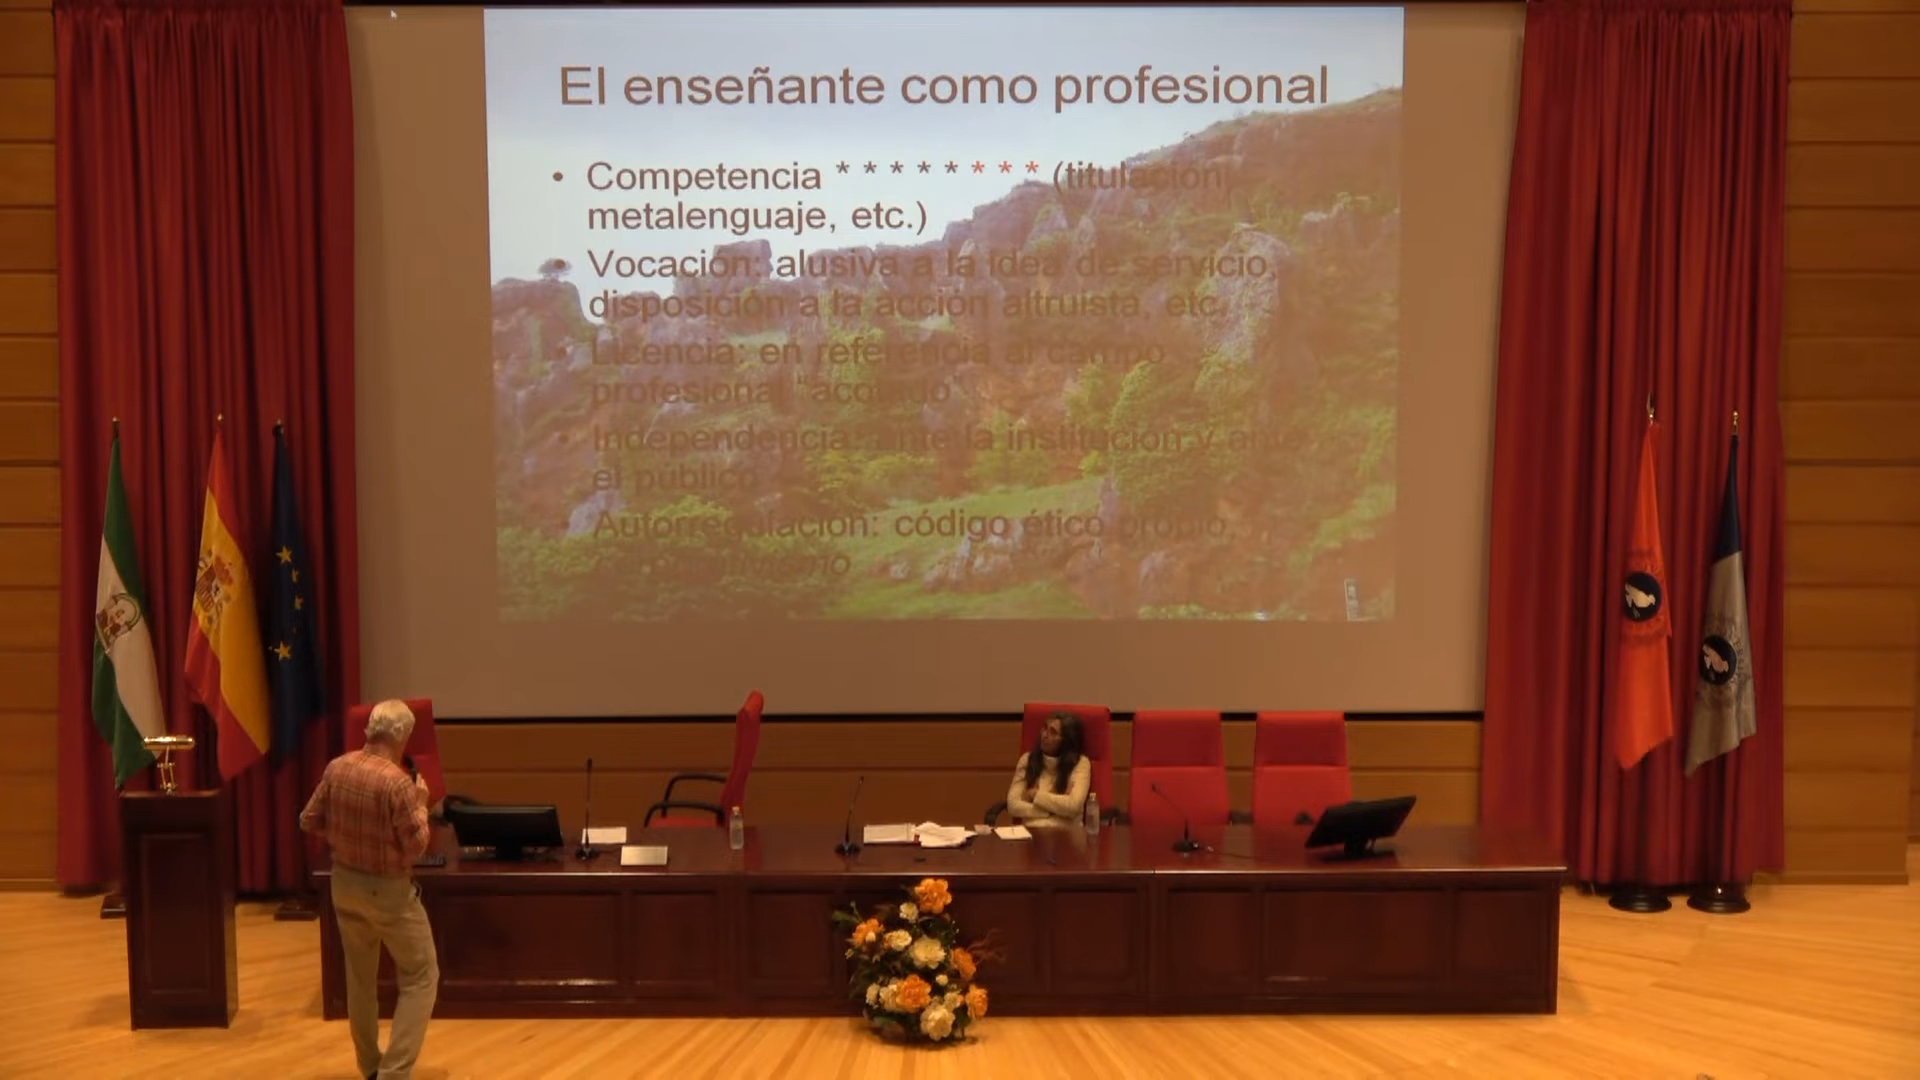 El enseñante como profesional
• Competencia * * * * * * * * (titulación,
metalenguaje, etc.)
• Vocación: alusiva a la idea de servicio,
disposición a la acción altruista, etc.
• Licencia: en referencia al campo
profesional "acotado"
• Independencia: ante la institución y ante
el público
Autorregulación: código ético propio,